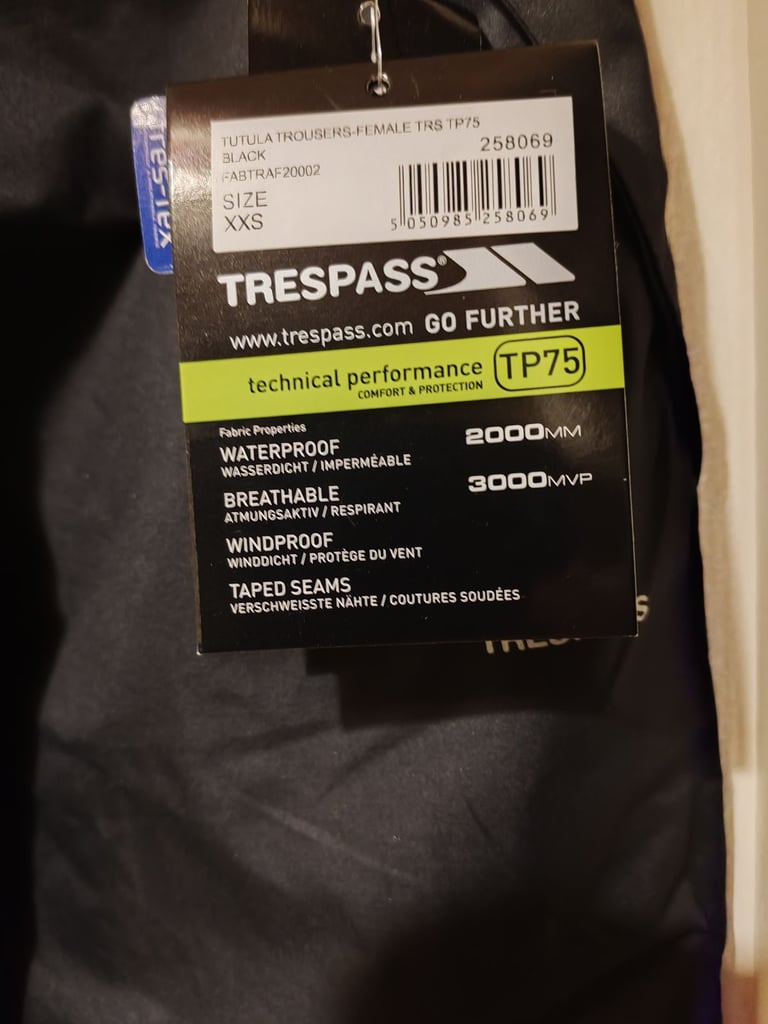 TUTULA TROUSERS-FEMALE TRS TP75
BLACK
258069
FABTRAF20002
SIZE
XXS
5 050985 258069
tres-tex
TRESPASS®
www.trespass.com GO FURTHER
technical performance TP75
COMFORT & PROTECTION
Fabric Properties
WATERPROOF 2000MM
WASSERDICHT / IMPERMÉABLE
BREATHABLE 3000MVP
ATMUNGSAKTIV / RESPIRANT
WINDPROOF
WINDDICHT / PROTÈGE DU VENT
TAPED SEAMS
VERSCHWEISSTE NÄHTE / COUTURES SOUDÉES